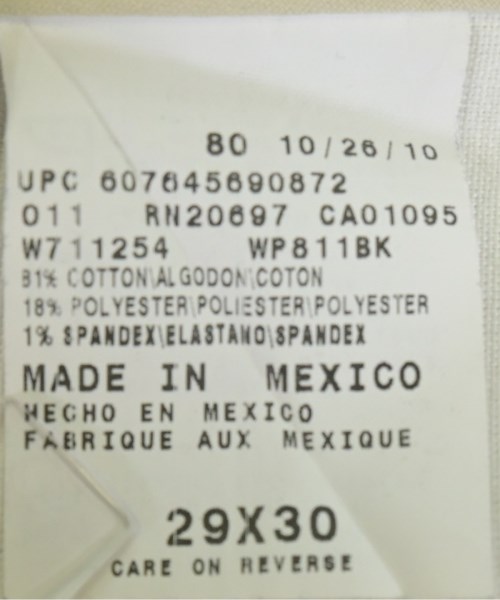 80 10/26/10
UPC 607645690872
011 RN20697 CA01095
W711254 WP811BK
81% COTTON\ALGODON\COTON
18% POLYESTER\POLIESTER\POLYESTER
1% SPANDEX\ELASTANO\SPANDEX
MADE IN MEXICO
HECHO EN MEXICO
FABRIQUE AUX MEXIQUE
29X30
CARE ON REVERSE